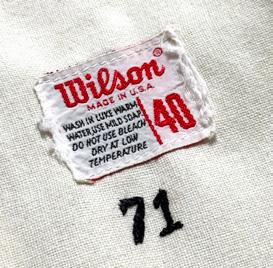 Wilson®
MADE IN U.S.A.
WASH IN LUKE WARM
WATER, USE MILD SOAP
DO NOT USE BLEACH
DRY AT LOW
TEMPERATURE
40
71